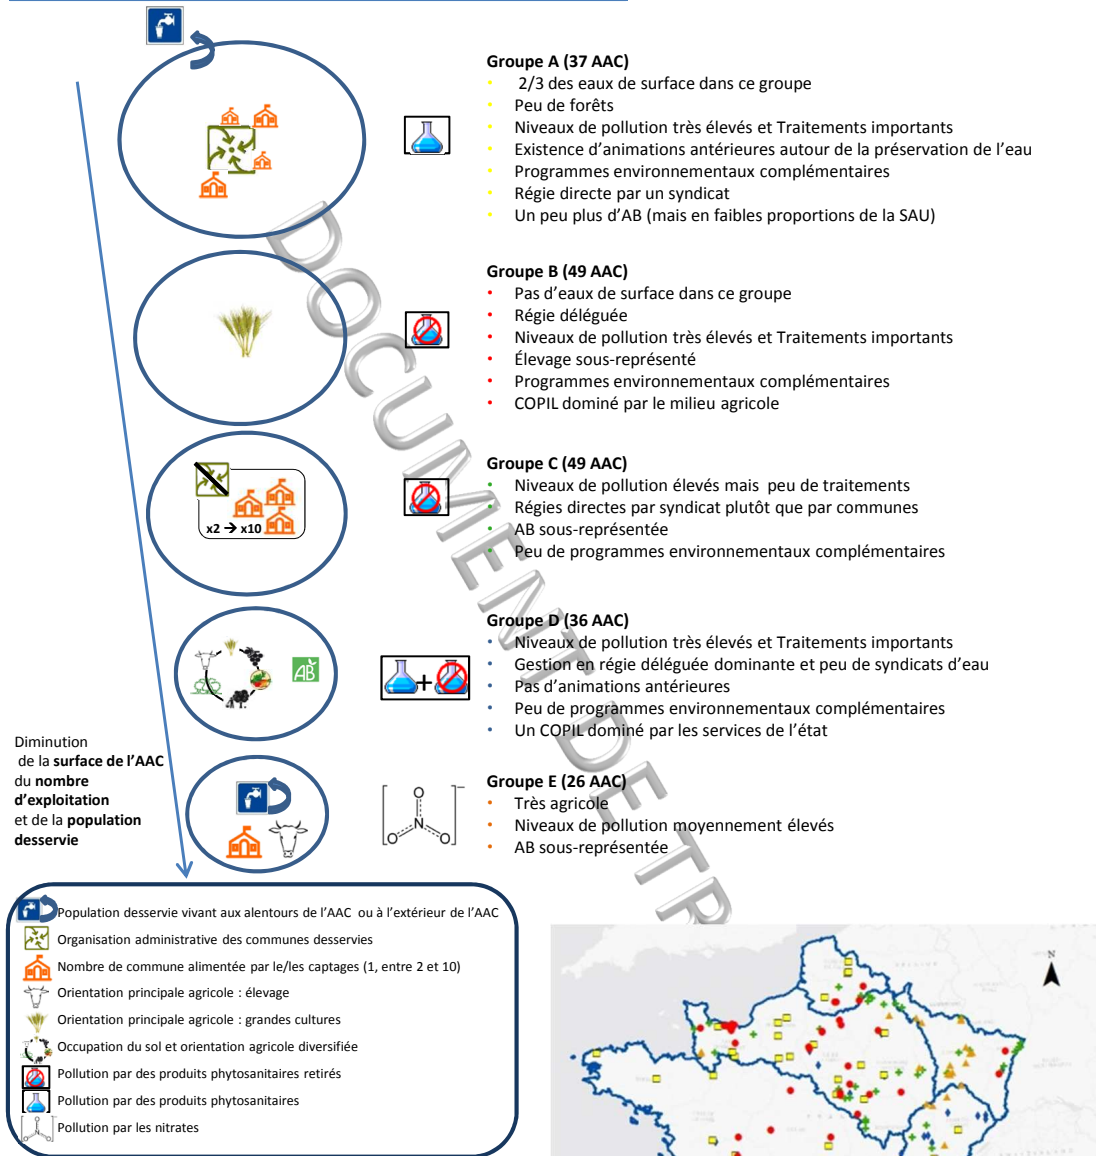 Groupe A (37 AAC)
• 2/3 des eaux de surface dans ce groupe
• Peu de forêts
• Niveaux de pollution très élevés et Traitements importants
• Existence d'animations antérieures autour de la préservation de l'eau
• Programmes environnementaux complémentaires
• Régie directe par un syndicat
• Un peu plus d'AB (mais en faibles proportions de la SAU)
Groupe B (49 AAC)
• Pas d'eaux de surface dans ce groupe
• Régie déléguée
• Niveaux de pollution très élevés et Traitements importants
• Élevage sous-représenté
• Programmes environnementaux complémentaires
• COPIL dominé par le milieu agricole
Groupe C (49 AAC)
• Niveaux de pollution élevés mais peu de traitements
• Régies directes par syndicat plutôt que par communes
• AB sous-représentée
• Peu de programmes environnementaux complémentaires
x2 → x10
Groupe D (36 AAC)
• Niveaux de pollution très élevés et Traitements importants
• Gestion en régie déléguée dominante et peu de syndicats d'eau
• Pas d'animations antérieures
• Peu de programmes environnementaux complémentaires
• Un COPIL dominé par les services de l'état
AB
+
Diminution
de la surface de l'AAC
du nombre
d'exploitation
et de la population
desservie
Groupe E (26 AAC)
• Très agricole
• Niveaux de pollution moyennement élevés
• AB sous-représentée
O
N
O
O
−
Population desservie vivant aux alentours de l'AAC ou à l'extérieur de l'AAC
Organisation administrative des communes desservies
Nombre de commune alimentée par le/les captages (1, entre 2 et 10)
Orientation principale agricole : élevage
Orientation principale agricole : grandes cultures
Occupation du sol et orientation agricole diversifiée
Pollution par des produits phytosanitaires retirés
Pollution par des produits phytosanitaires
Pollution par les nitrates
N
DOCUMENT DE TR